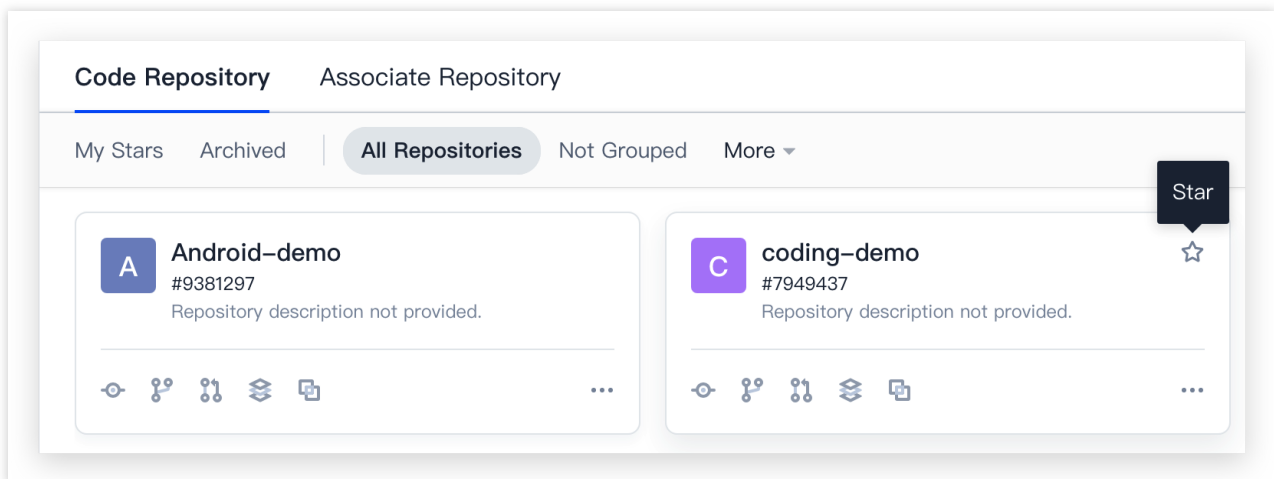 Code Repository Associate Repository
My Stars Archived All Repositories Not Grouped More
Star
A Android-demo
#9381297
Repository description not provided.
C coding-demo
#7949437
Repository description not provided.